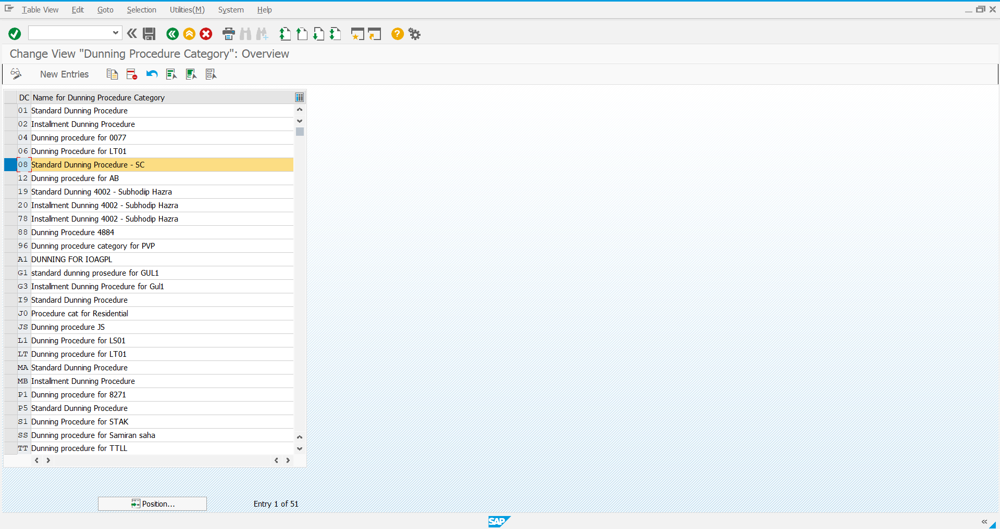 Table View Edit Goto Selection Utilities(M) System Help
Change View "Dunning Procedure Category": Overview
New Entries
DC Name for Dunning Procedure Category
01 Standard Dunning Procedure
02 Installment Dunning Procedure
04 Dunning procedure for 0077
06 Dunning Procedure for LT01
08 Standard Dunning Procedure - SC
12 Dunning procedure for AB
19 Standard Dunning 4002 - Subhodiip Hazra
20 Installment Dunning 4002 - Subhodip Hazra
78 Installment Dunning 4002 - Subhodip Hazra
88 Dunning Procedure 4884
96 Dunning procedure category for PVP
A1 DUNNING FOR IOAGPL
G1 standard dunning prosedure for GUL1
G3 Installment Dunning Procedure for Gul1
I9 Standard Dunning Procedure
J0 Procedure cat for Residential
JS Dunning procedure JS
L1 Dunning Procedure for LS01
LT Dunning procedure for LT01
MA Standard Dunning Procedure
MB Installment Dunning Procedure
P1 Dunning procedure for 8271
P5 Standard Dunning Procedure
S1 Dunning Procedure for STAK
SS Dunning procedure for Samiran saha
TT Dunning procedure for TTLL
Position... Entry 1 of 51
SAP